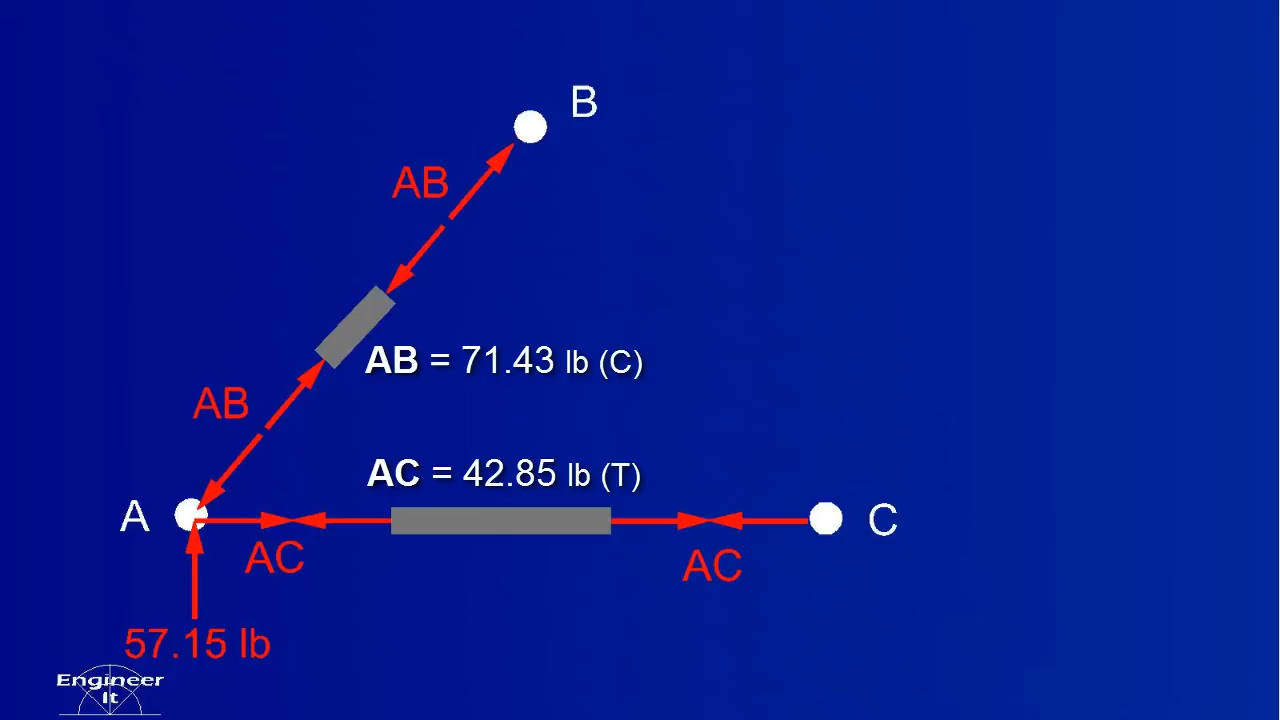 B
AB
AB = 71.43 lb (C)
AB
AC = 42.85 lb (T)
A
C
AC
AC
57.15 lb
Engineer
It